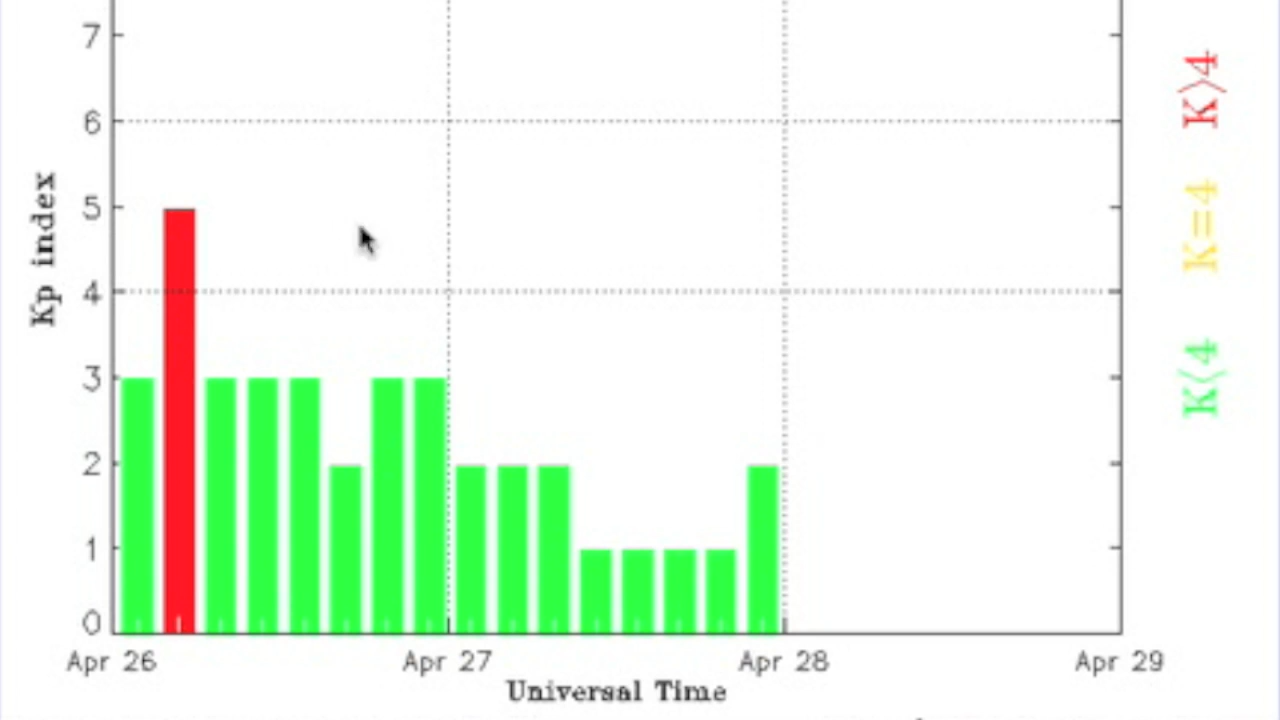 7
6
5
4
3
2
1
0
Kp index
Apr 26
Apr 27
Apr 28
Apr 29
Universal Time
K>4
K=4
K<4